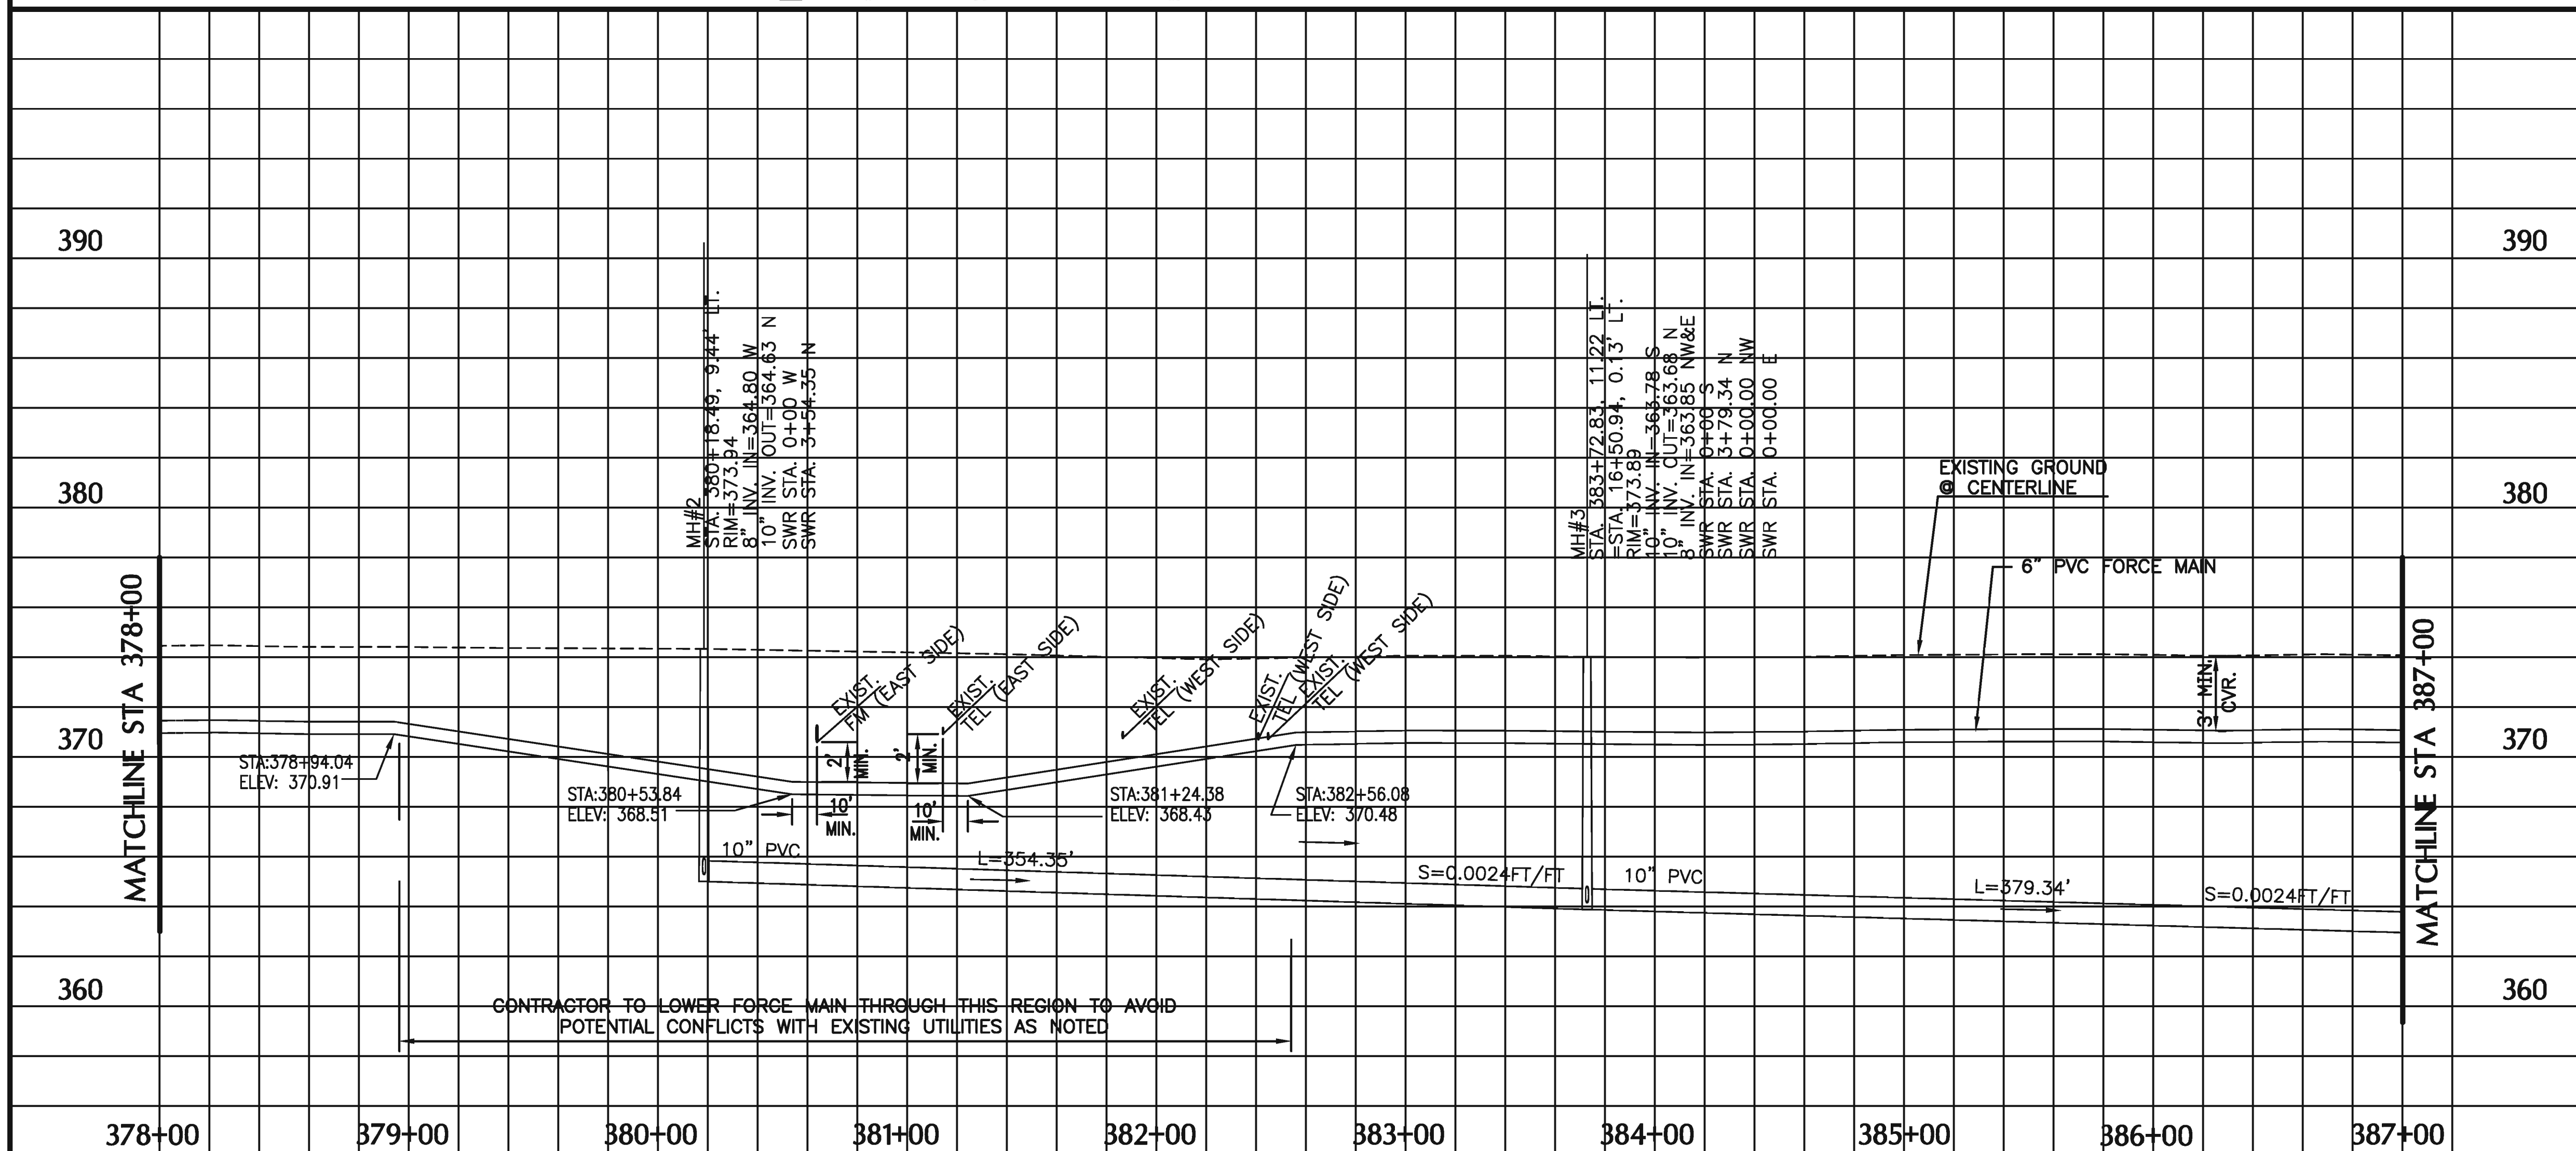 390
390
380
380
370
370
360
360
MATCHLINE STA 378+00
MATCHLINE STA 387+00
MH#2
STA. 380+18.49, 9.44' LT.
RIM=373.94
8" INV. IN=364.80 W
10" INV. OUT=364.63 N
SWR STA. 0+00 W
SWR STA. 3+54.35 N
MH#3
STA. 383+72.83, 11.22 LT.
=STA. 16+50.94, 0.13' LT.
RIM=373.89
10" INV. IN=363.78 S
10" INV. OUT=363.68 N
8" INV. IN=363.85 NW&E
SWR STA. 0+00 S
SWR STA. 3+79.34 N
SWR STA. 0+00.00 NW
SWR STA. 0+00.00 E
EXISTING GROUND
@ CENTERLINE
6" PVC FORCE MAIN
EXIST.
FM (EAST SIDE)
EXIST.
TEL (EAST SIDE)
EXIST.
TEL (WEST SIDE)
EXIST.
TEL (WEST SIDE)
EXIST.
TEL (WEST SIDE)
3' MIN.
CVR.
2'
MIN.
2'
MIN.
STA:378+94.04
ELEV: 370.91
STA:380+53.84
ELEV: 368.51
10'
MIN.
10'
MIN.
STA:381+24.38
ELEV: 368.43
STA:382+56.08
ELEV: 370.48
10" PVC
L=354.35'
S=0.0024FT/FT
10" PVC
L=379.34'
S=0.0024FT/FT
CONTRACTOR TO LOWER FORCE MAIN THROUGH THIS REGION TO AVOID
POTENTIAL CONFLICTS WITH EXISTING UTILITIES AS NOTED
378+00 379+00 380+00 381+00 382+00 383+00 384+00 385+00 386+00 387+00